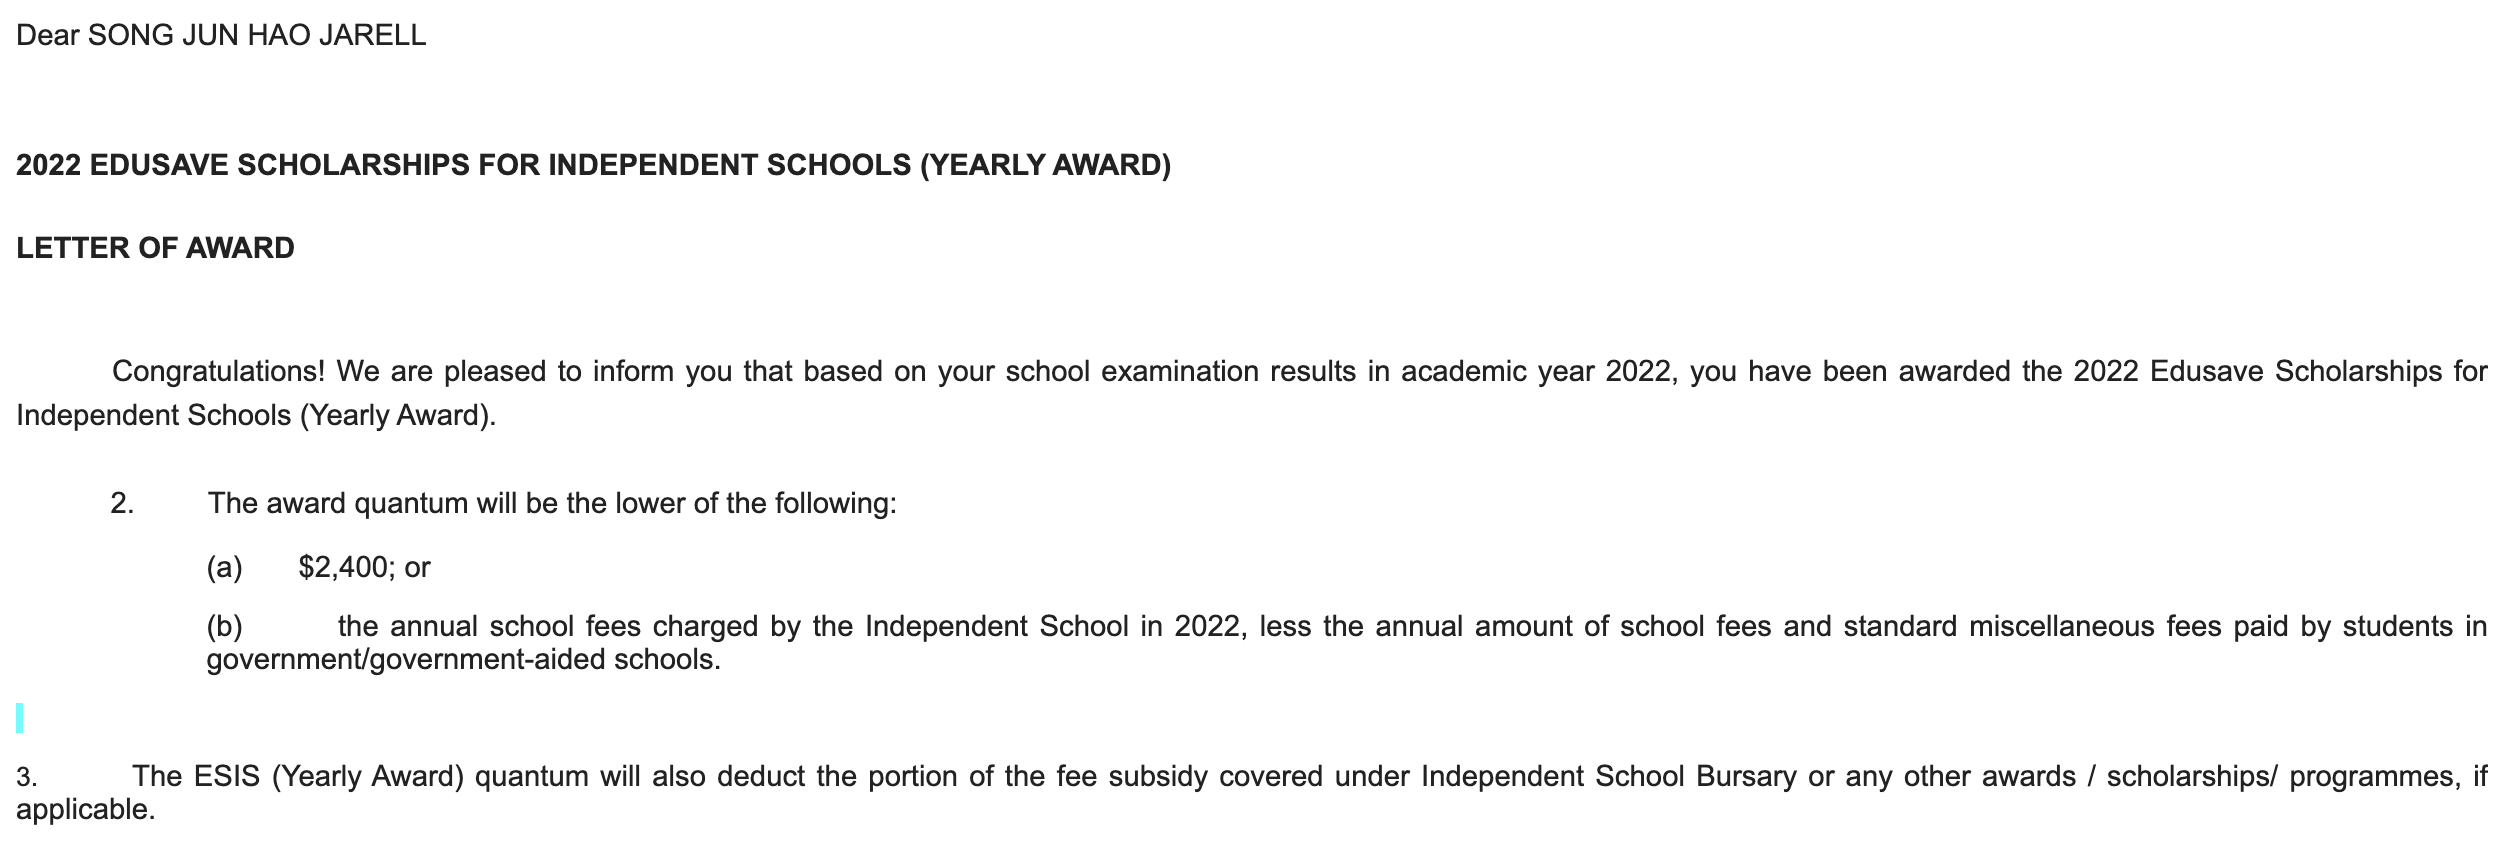 Dear SONG JUN HAO JARELL
2022 EDUSAVE SCHOLARSHIPS FOR INDEPENDENT SCHOOLS (YEARLY AWARD)
LETTER OF AWARD
Congratulations! We are pleased to inform you that based on your school examination results in academic year 2022, you have been awarded the 2022 Edusave Scholarships for
Independent Schools (Yearly Award).
2. The award quantum will be the lower of the following:
(a) $2,400; or
(b) the annual school fees charged by the Independent School in 2022, less the annual amount of school fees and standard miscellaneous fees paid by students in
government/government-aided schools.
3. The ESIS (Yearly Award) quantum will also deduct the portion of the fee subsidy covered under Independent School Bursary or any other awards / scholarships/ programmes, if
applicable.